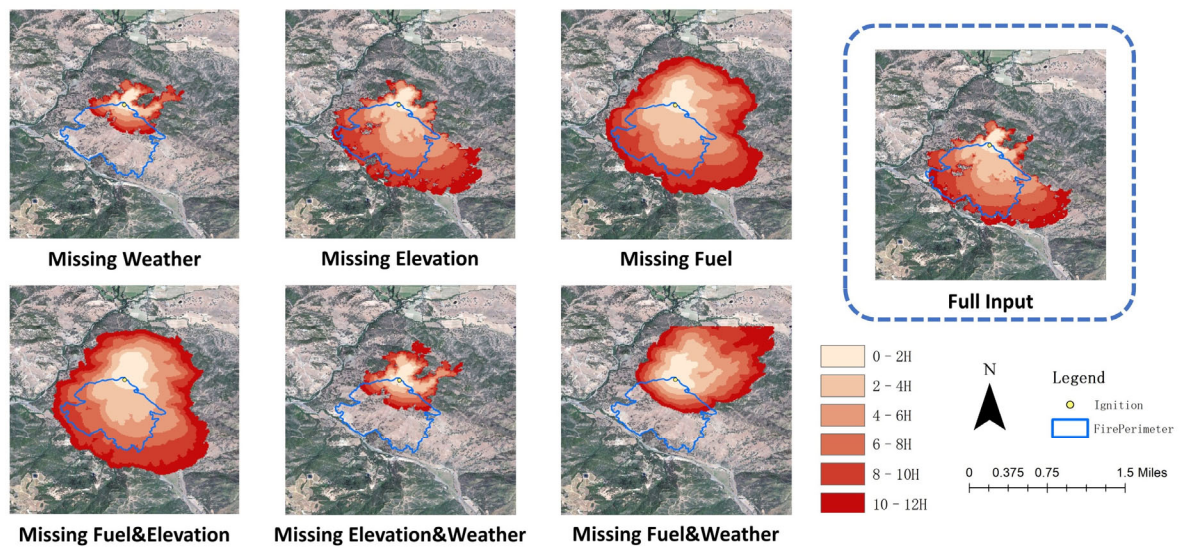 Missing Weather
Missing Elevation
Missing Fuel
Full Input
Missing Fuel&Elevation
Missing Elevation&Weather
Missing Fuel&Weather
0-2H
2-4H
4-6H
6-8H
8-10H
10-12H
N
Legend
Ignition
FirePerimeter
0 0.375 0.75 1.5 Miles